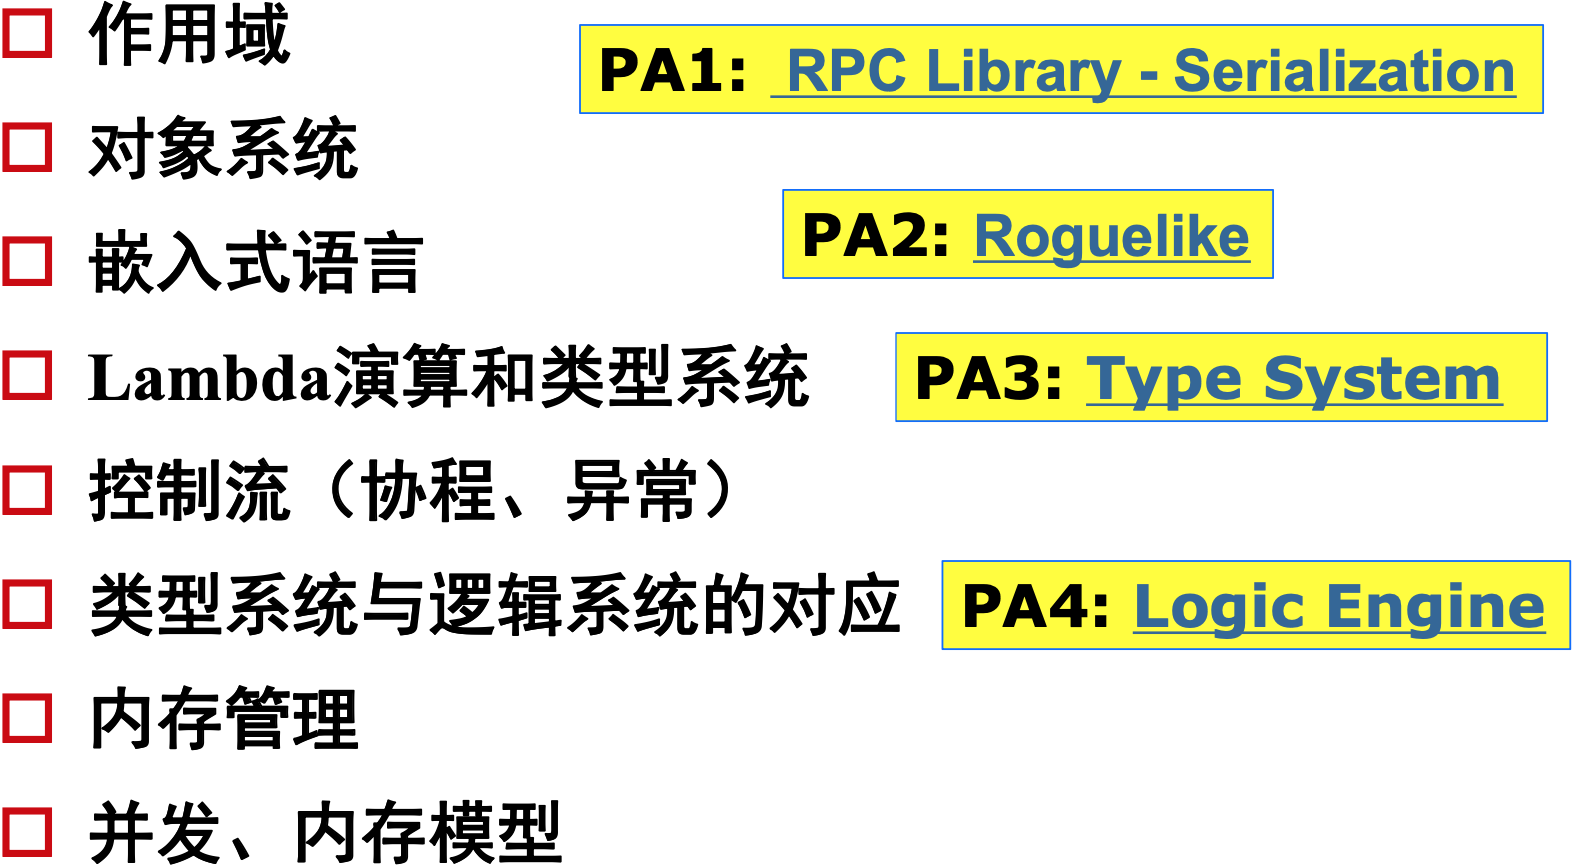 作用域
PA1: RPC Library - Serialization
对象系统
PA2: Roguelike
嵌入式语言
Lambda演算和类型系统
PA3: Type System
控制流（协程、异常）
类型系统与逻辑系统的对应
PA4: Logic Engine
内存管理
并发、内存模型